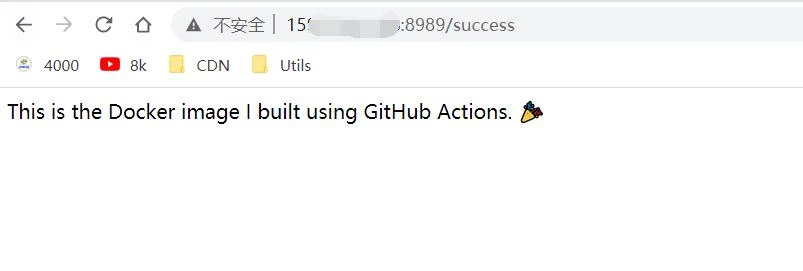 不安全 | 15 :8989/success
4000 8k CDN Utils
This is the Docker image I built using GitHub Actions. 🎉